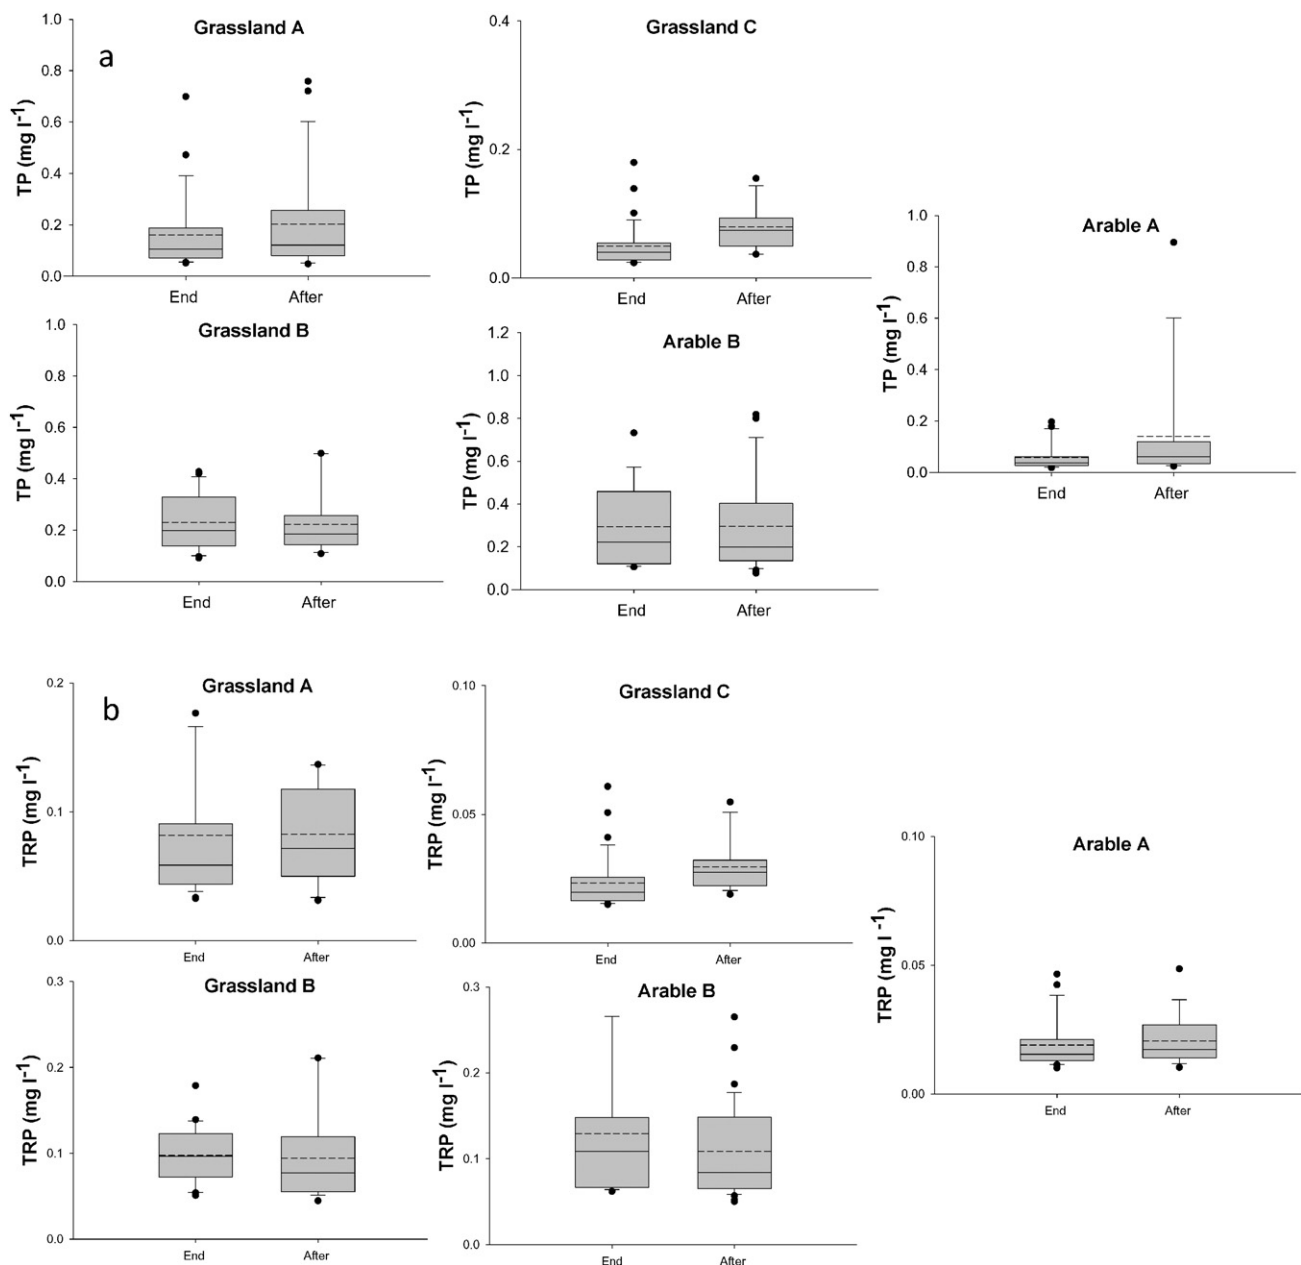 a
Grassland A
TP (mg l-1)
1.0
0.8
0.6
0.4
0.2
0.0
End After
Grassland C
TP (mg l-1)
0.4
0.2
0.0
End After
Arable A
TP (mg l-1)
1.0
0.8
0.6
0.4
0.2
0.0
End After
Grassland B
TP (mg l-1)
1.0
0.8
0.6
0.4
0.2
0.0
End After
Arable B
TP (mg l-1)
1.2
1.0
0.8
0.6
0.4
0.2
0.0
End After
b
Grassland A
TRP (mg l-1)
0.2
0.1
0.0
End After
Grassland C
TRP (mg l-1)
0.10
0.05
0.00
End After
Arable A
TRP (mg l-1)
0.10
0.05
0.00
End After
Grassland B
TRP (mg l-1)
0.3
0.2
0.1
0.0
End After
Arable B
TRP (mg l-1)
0.3
0.2
0.1
0.0
End After